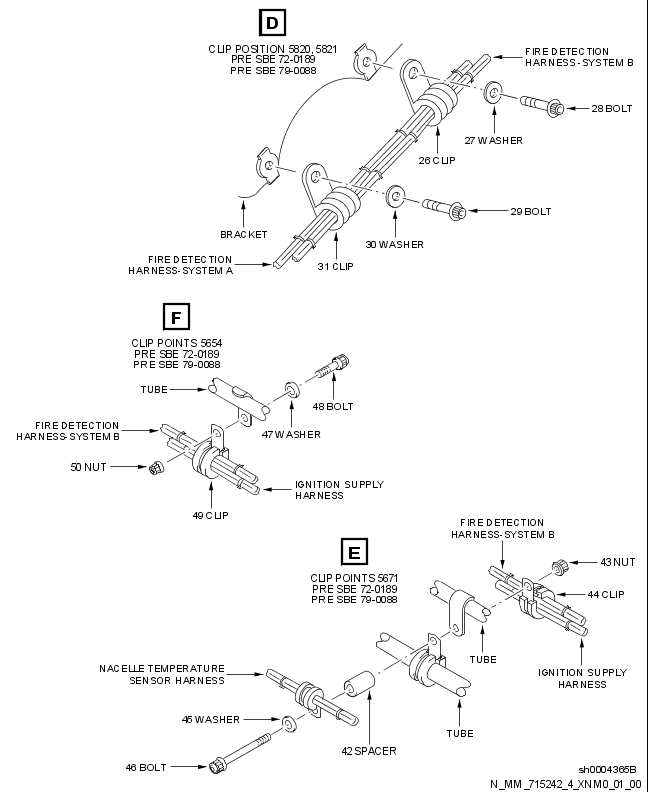 D
CLIP POSITION 5820, 5821
PRE SBE 72-0189
PRE SBE 79-0088
FIRE DETECTION
HARNESS-SYSTEM B
28 BOLT
27 WASHER
26 CLIP
29 BOLT
BRACKET
30 WASHER
FIRE DETECTION
HARNESS-SYSTEM A
31 CLIP
F
CLIP POINTS 5654
PRE SBE 72-0189
PRE SBE 79-0088
TUBE
48 BOLT
FIRE DETECTION
HARNESS-SYSTEM B
47 WASHER
50 NUT
IGNITION SUPPLY
HARNESS
49 CLIP
FIRE DETECTION
HARNESS-SYSTEM B
E
CLIP POINTS 5671
PRE SBE 72-0189
PRE SBE 79-0088
43 NUT
44 CLIP
TUBE
NACELLE TEMPERATURE
SENSOR HARNESS
IGNITION SUPPLY
HARNESS
45 WASHER
TUBE
42 SPACER
46 BOLT
sh0004365B
N_MM_715242_4_XNM0_01_00